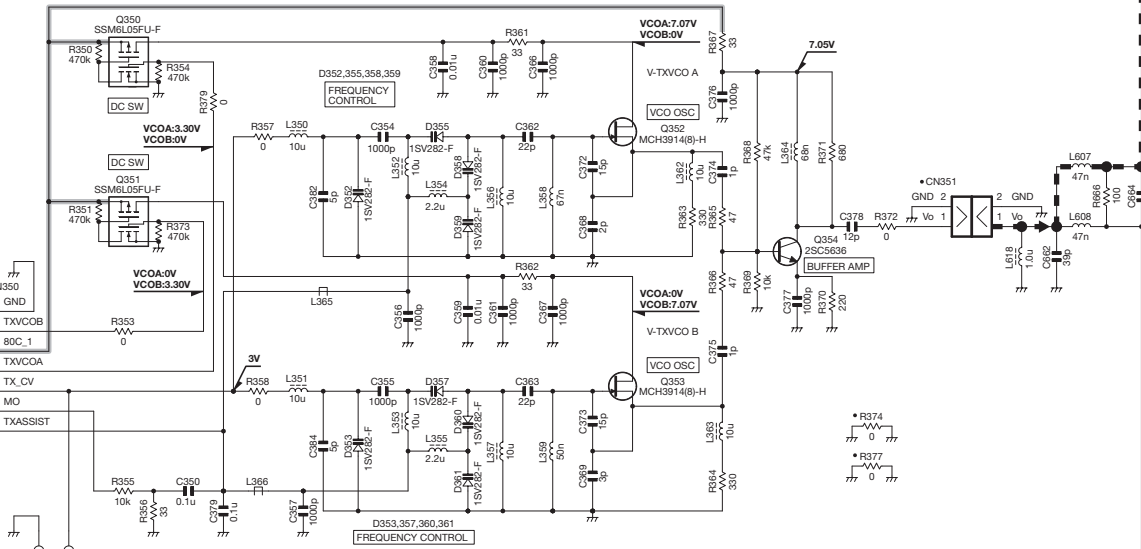 Q350
SSM6L05FU-F
R350
470k
R354
470k
DC SW
R379
0
VCOA:3.30V
VCOB:0V
DC SW
Q351
SSM6L05FU-F
R351
470k
R373
470k
VCOA:0V
VCOB:3.30V
GND
TXVCOB
R353
0
80C_1
TXVCOA
TX_CV
MO
TXASSIST
3V
D352,355,358,359
FREQUENCY
CONTROL
C358
0.01u
C360
1000p
R361
33
C366
1000p
VCOA:7.07V
VCOB:0V
V-TXVCO A
VCO OSC
Q352
MCH3914(8)-H
R357
0
L350
10u
C354
1000p
D355
1SV282-F
C362
22p
C382
5p
D352
1SV282-F
L352
10u
L354
2.2u
D358
1SV282-F
D359
1SV282-F
L356
10u
L358
67n
C372
15p
C368
2p
L362
10u
R363
330
C374
1p
R365
47
R367
33
C376
1000p
7.05V
R368
47k
L364
68n
R371
680
Q354
2SC5636
BUFFER AMP
C378
12p
R372
0
R366
47
R369
10k
C377
1000p
R370
220
•CN351
GND 2
Vo 1
2 GND
1 Vo
L607
47n
R666
100
C664
L608
47n
L618
1.0u
C662
39p
L365
C356
1000p
C359
0.01u
C361
1000p
R362
33
C367
1000p
VCOA:0V
VCOB:7.07V
V-TXVCO B
VCO OSC
Q353
MCH3914(8)-H
R358
0
L351
10u
C355
1000p
D357
1SV282-F
C363
22p
C384
5p
D353
1SV282-F
L353
10u
L355
2.2u
D360
1SV282-F
D361
1SV282-F
L357
10u
L359
50n
C373
15p
C369
3p
C375
1p
L363
10u
R364
330
R355
10k
R356
33
C350
0.1u
C379
0.1u
L366
C357
1000p
D353,357,360,361
FREQUENCY CONTROL
• R374
0
• R377
0